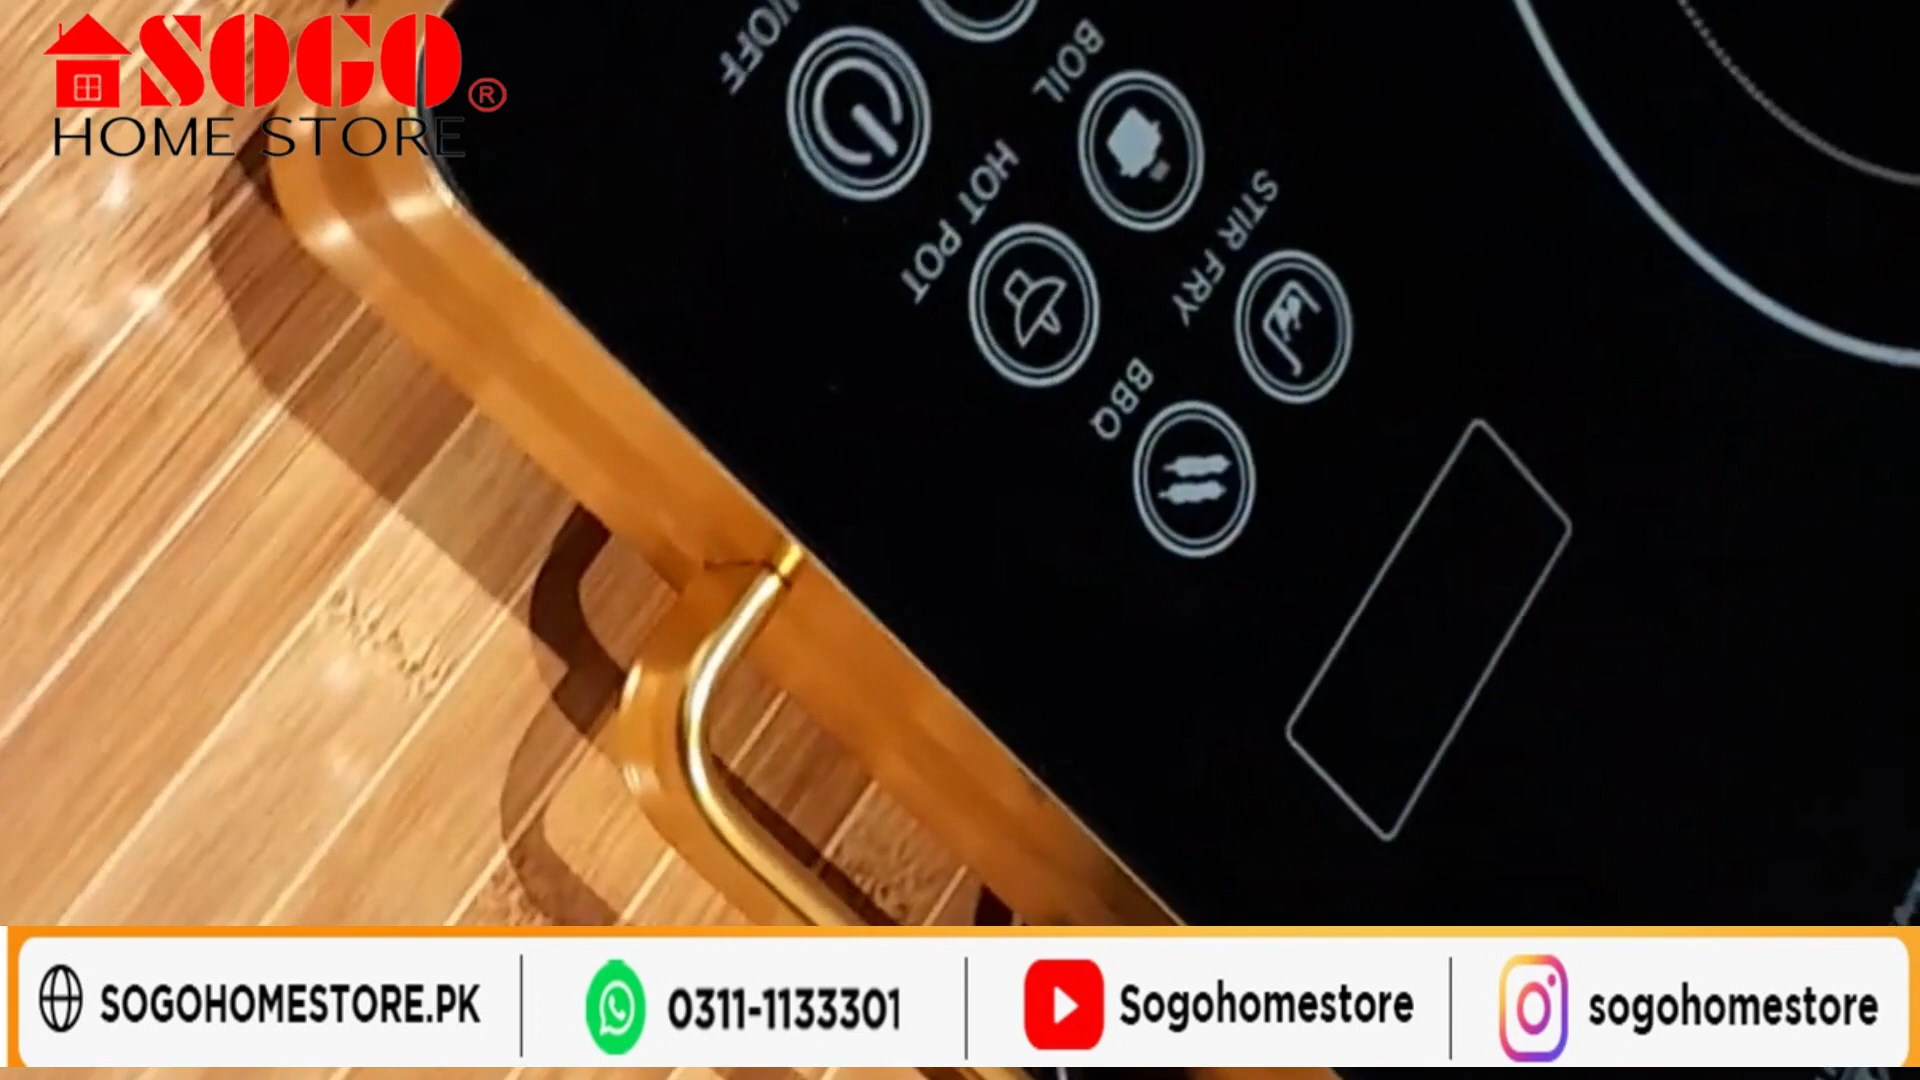 SOGO®
HOME STORE
N/OFF
BOIL
HOT POT
STIR FRY
BBQ
SOGOHOMESTORE.PK
0311-1133301
Sogohomestore
sogohomestore